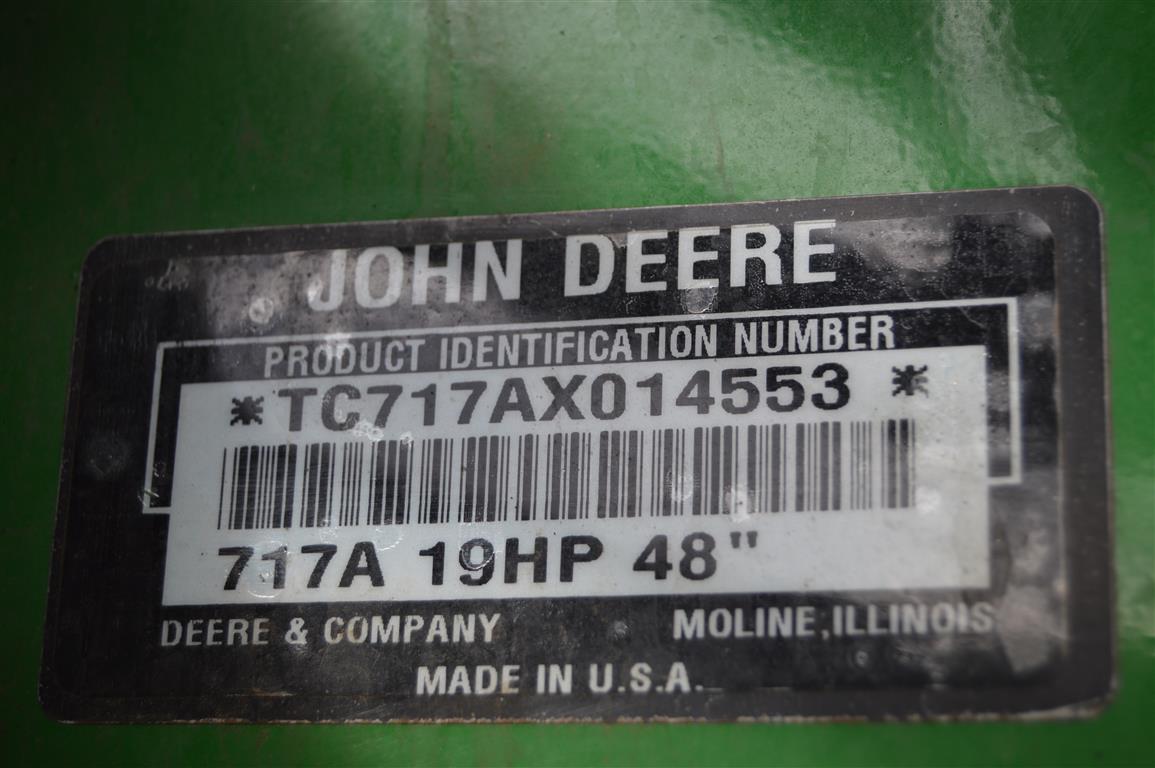 JOHN DEERE
PRODUCT IDENTIFICATION NUMBER
*TC717AX014553 *
717A 19HP 48"
DEERE & COMPANY MOLINE, ILLINOIS
MADE IN U.S.A.